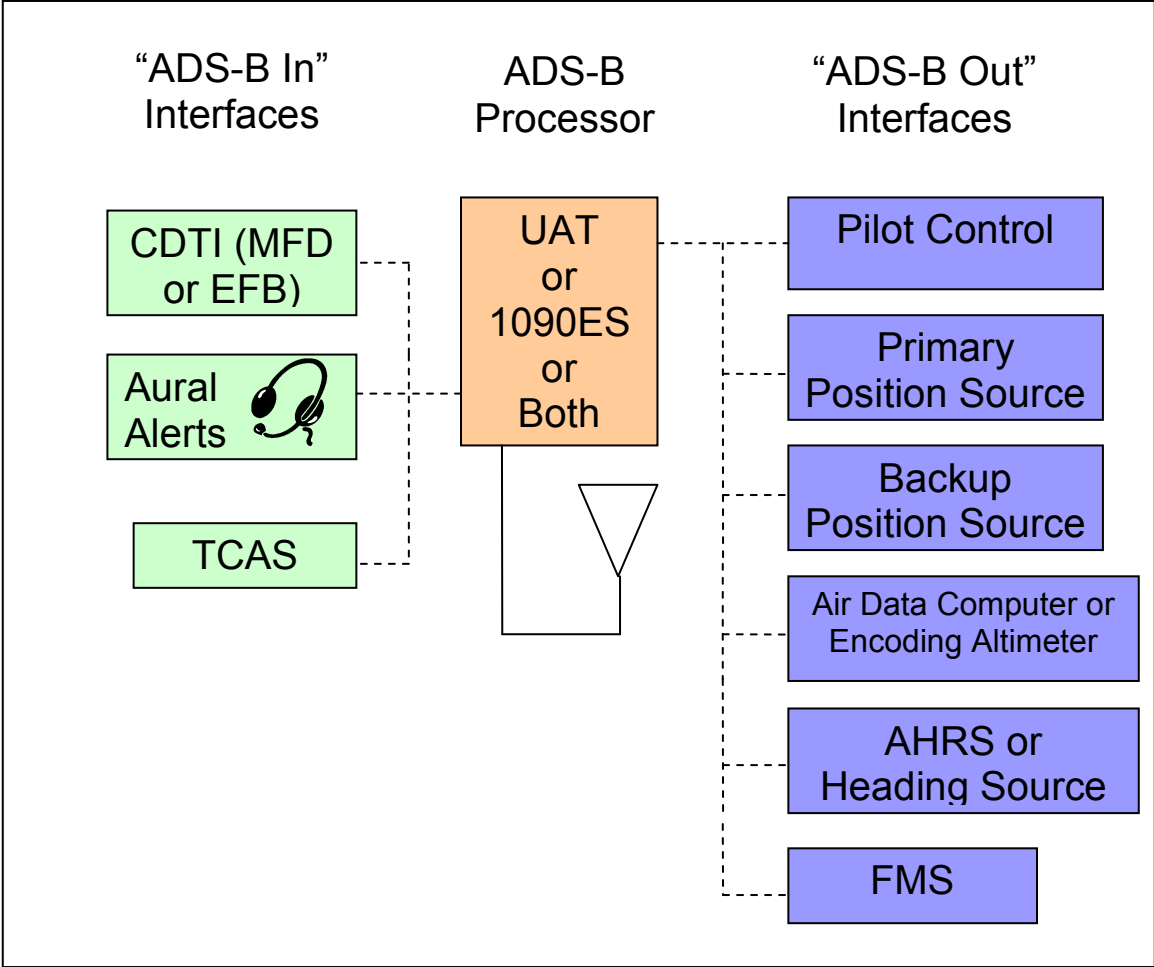 “ADS-B In”
Interfaces
ADS-B
Processor
“ADS-B Out”
Interfaces
CDTI (MFD
or EFB)
Aural
Alerts
TCAS
UAT
or
1090ES
or
Both
Pilot Control
Primary
Position Source
Backup
Position Source
Air Data Computer or
Encoding Altimeter
AHRS or
Heading Source
FMS